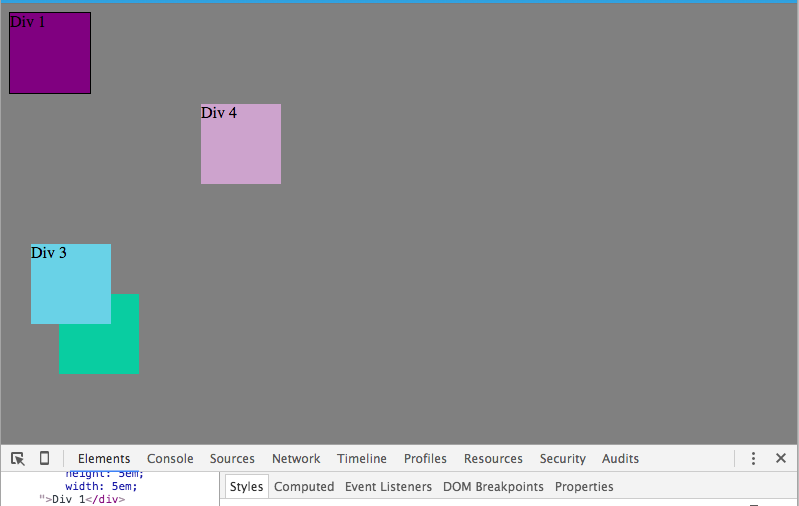 Div 1
Div 4
Div 3
Elements Console Sources Network Timeline Profiles Resources Security Audits
height: 5em;
width: 5em;
">Div 1</div>
Styles Computed Event Listeners DOM Breakpoints Properties